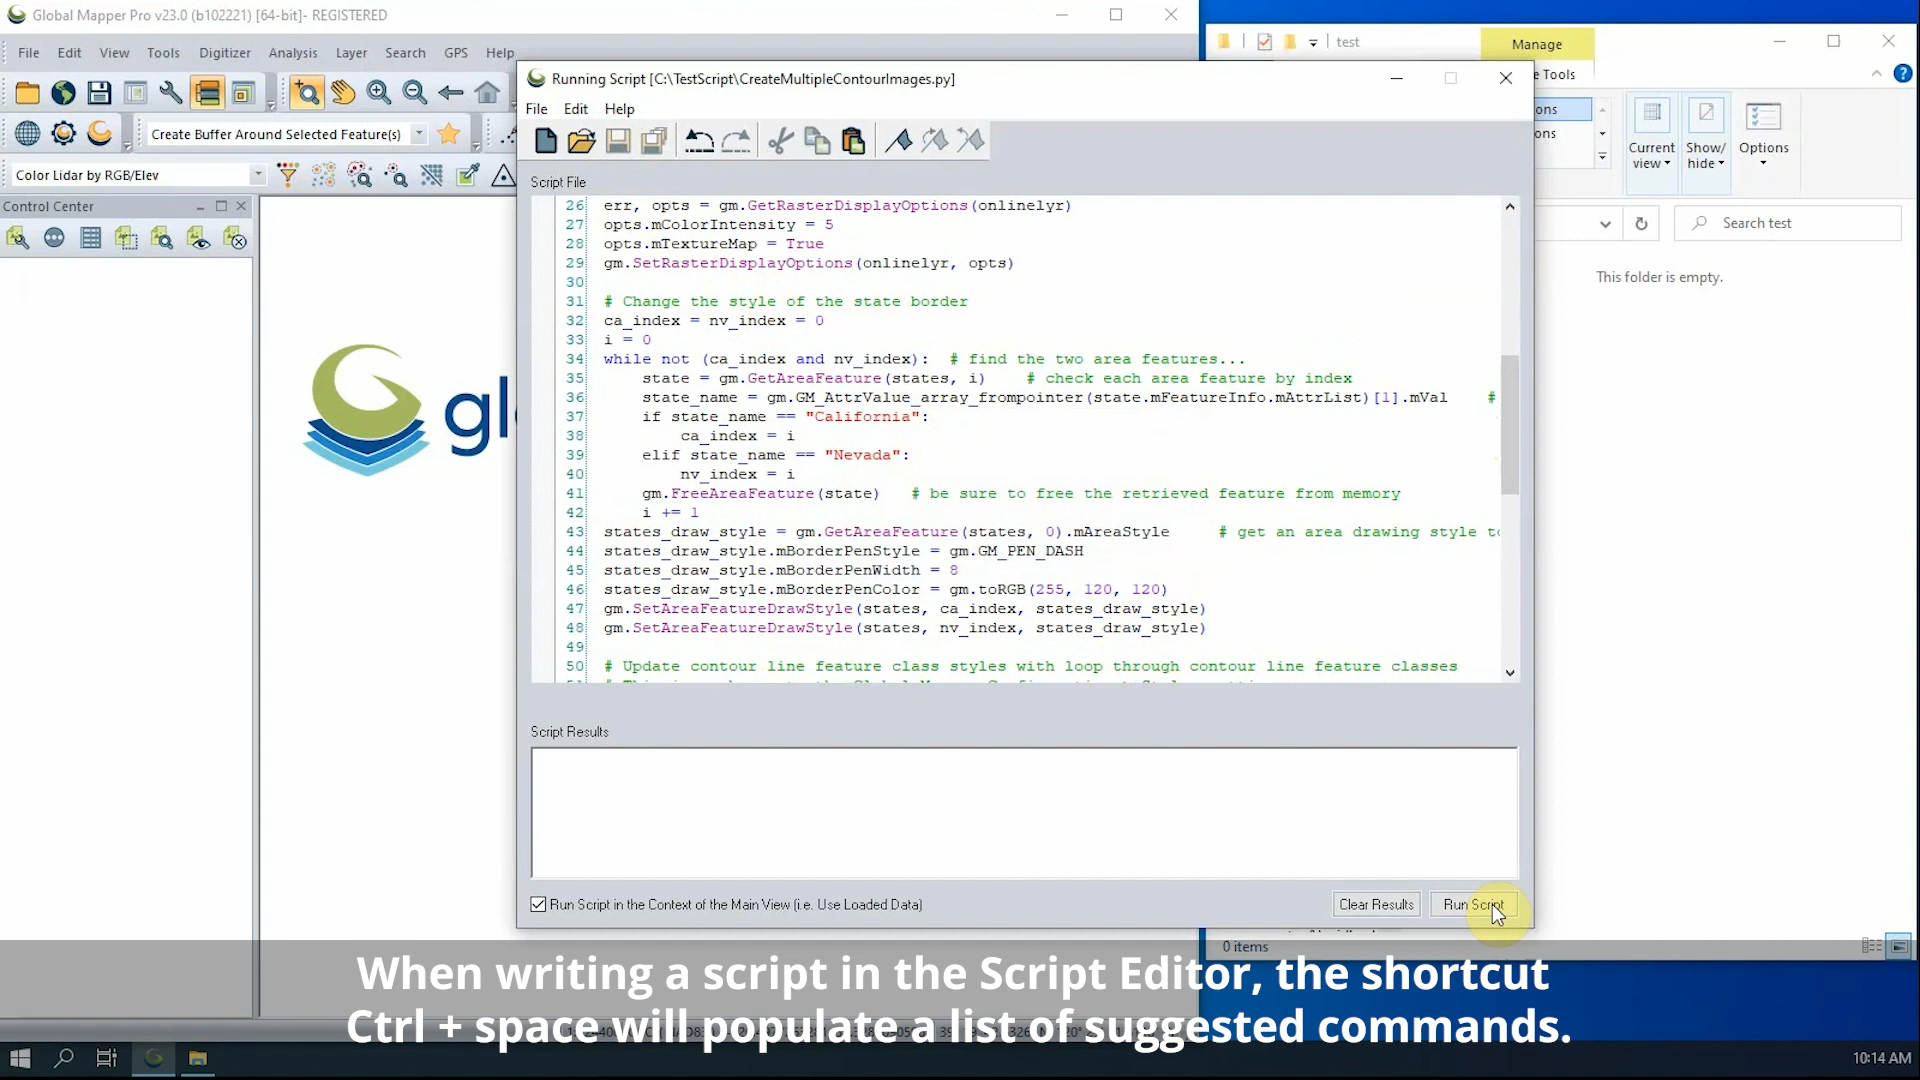 Global Mapper Pro v23.0 (b102221) [64-bit]- REGISTERED
File Edit View Tools Digitizer Analysis Layer Search GPS Help
Create Buffer Around Selected Feature(s)
Color Lidar by RGB/Elev
Control Center
Running Script [C:\TestScript\CreateMultipleContourImages.py]
File Edit Help
Script File
26 err, opts = gm.GetRasterDisplayOptions(onlinelyr)
27 opts.mColorIntensity = 5
28 opts.mTextureMap = True
29 gm.SetRasterDisplayOptions(onlinelyr, opts)
30
31 # Change the style of the state border
32 ca_index = nv_index = 0
33 i = 0
34 while not (ca_index and nv_index): # find the two area features...
35 state = gm.GetAreaFeature(states, i) # check each area feature by index
36 state_name = gm.GM_AttrValue_array_frompointer(state.mFeatureInfo.mAttrList)[1].mVal #
37 if state_name == "California":
38 ca_index = i
39 elif state_name == "Nevada":
40 nv_index = i
41 gm.FreeAreaFeature(state) # be sure to free the retrieved feature from memory
42 i += 1
43 states_draw_style = gm.GetAreaFeature(states, 0).mAreaStyle # get an area drawing style to
44 states_draw_style.mBorderPenStyle = gm.GM_PEN_DASH
45 states_draw_style.mBorderPenWidth = 8
46 states_draw_style.mBorderPenColor = gm.toRGB(255, 120, 120)
47 gm.SetAreaFeatureDrawStyle(states, ca_index, states_draw_style)
48 gm.SetAreaFeatureDrawStyle(states, nv_index, states_draw_style)
49
50 # Update contour line feature class styles with loop through contour line feature classes
Script Results
Run Script in the Context of the Main View (i.e. Use Loaded Data)
Clear Results Run Script
gl
test
Manage
e Tools
ons
ons
Current view
Show/ hide
Options
Search test
This folder is empty.
0 items
When writing a script in the Script Editor, the shortcut
Ctrl + space will populate a list of suggested commands.
10:14 AM